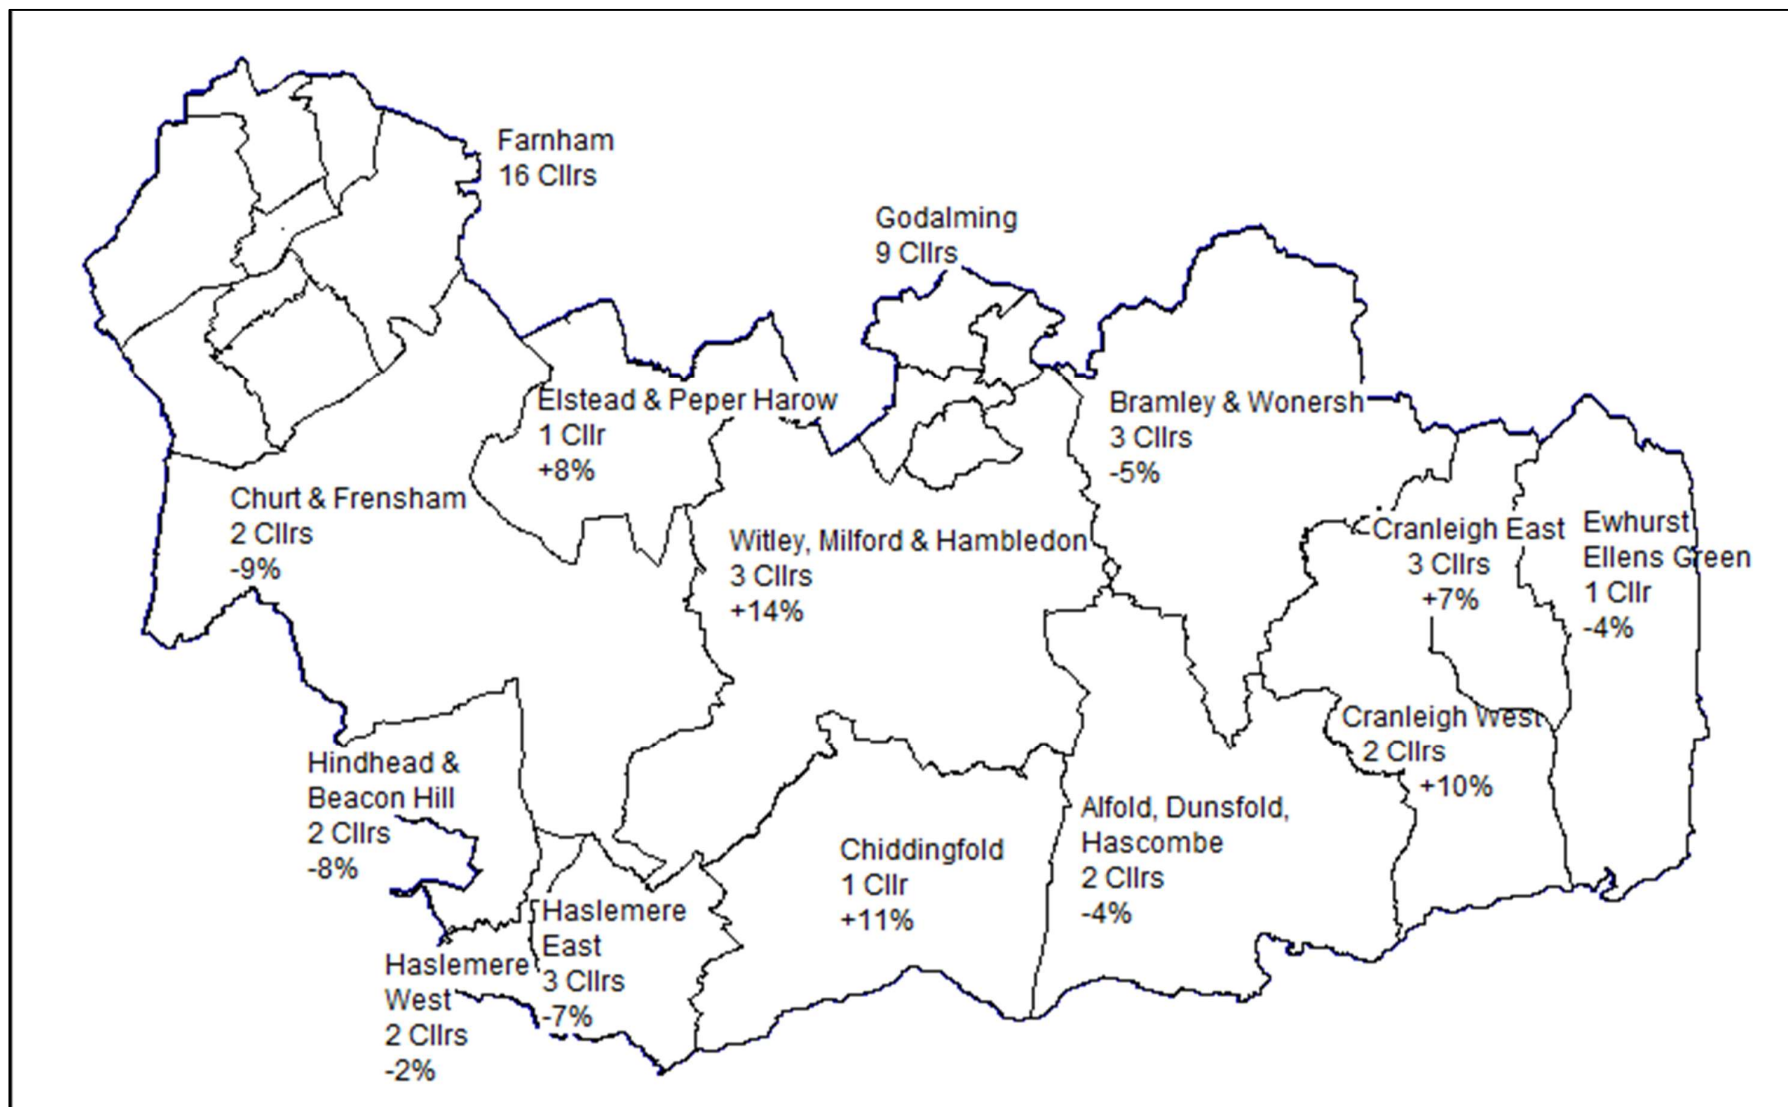 Farnham
16 Cllrs
Godalming
9 Cllrs
Elstead & Peper Harow
1 Cllr
+8%
Bramley & Wonersh
3 Cllrs
-5%
Churt & Frensham
2 Cllrs
-9%
Witley, Milford & Hambledon
3 Cllrs
+14%
Cranleigh East
3 Cllrs
+7%
Ewhurst
Ellens Green
1 Cllr
-4%
Cranleigh West
2 Cllrs
+10%
Hindhead &
Beacon Hill
2 Cllrs
-8%
Chiddingfold
1 Cllr
+11%
Alfold, Dunsfold,
Hascombe
2 Cllrs
-4%
Haslemere
East
3 Cllrs
-7%
Haslemere
West
2 Cllrs
-2%